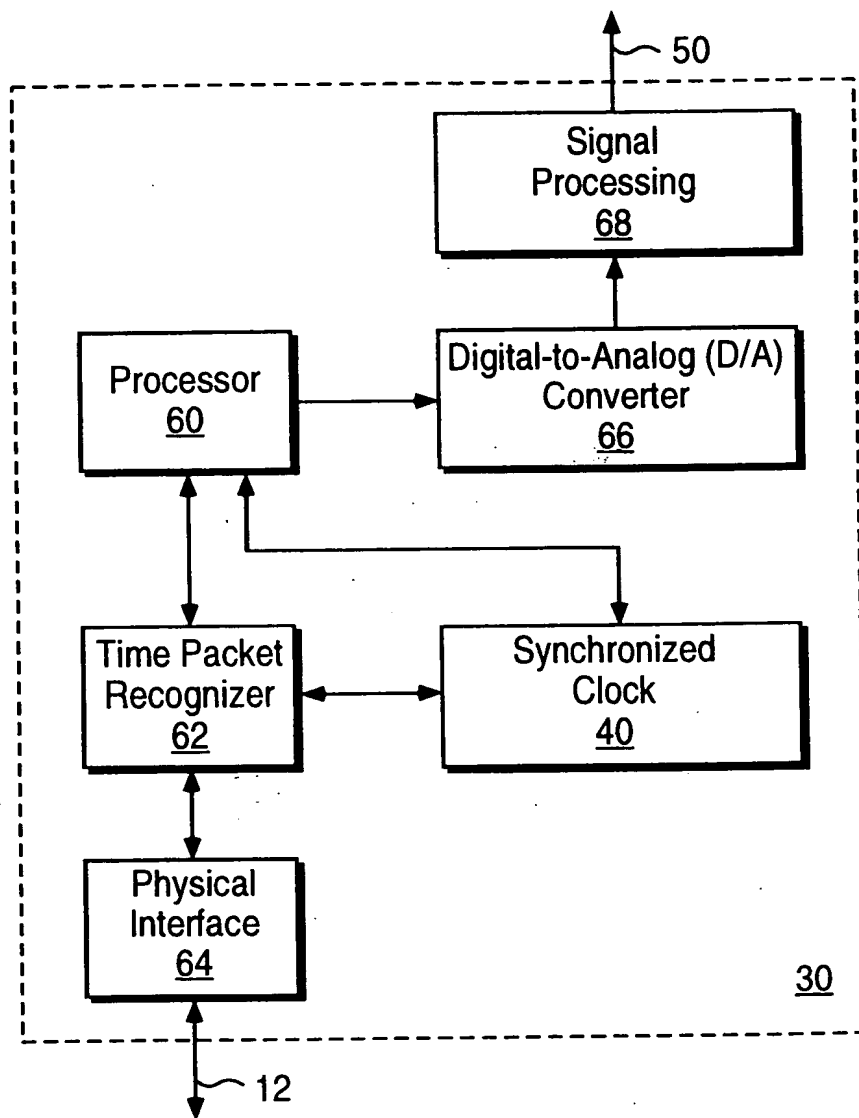 50
Signal
Processing
68
Processor
60
Digital-to-Analog (D/A)
Converter
66
Time Packet
Recognizer
62
Synchronized
Clock
40
Physical
Interface
64
30
12